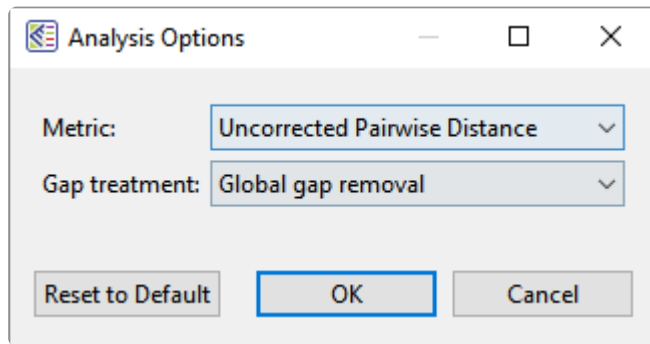 Analysis Options
Metric: Uncorrected Pairwise Distance
Gap treatment: Global gap removal
Reset to Default OK Cancel